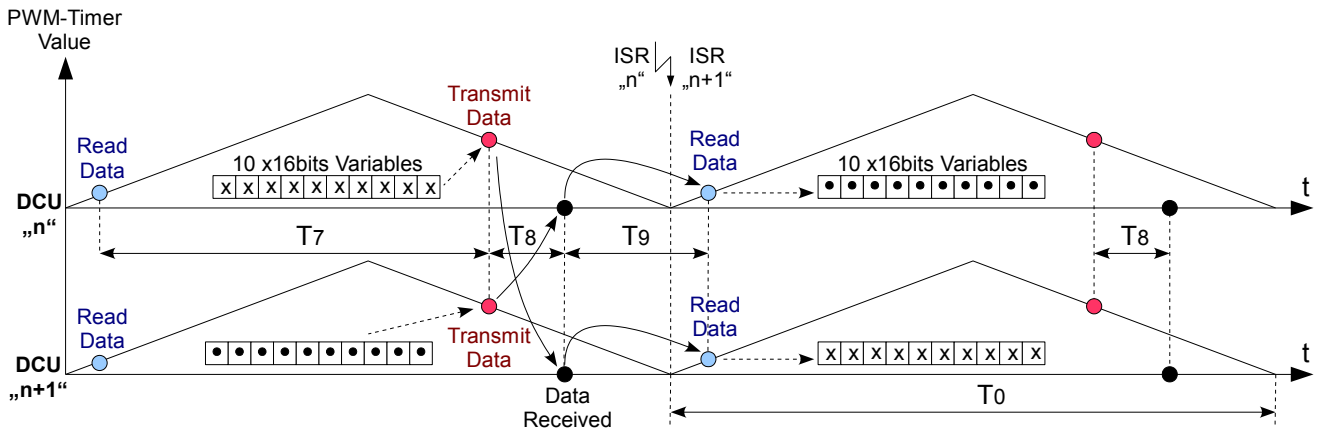 PWM-Timer
Value
ISR
„n“
ISR
„n+1“
Transmit
Data
Read
Data
10 x16bits Variables
x x x x x x x x x x
Read
Data
10 x16bits Variables
t
DCU
„n“
T7
T8
T9
T8
Read
Data
Transmit
Data
Read
Data
x x x x x x x x x x
t
DCU
„n+1“
Data
Received
T0